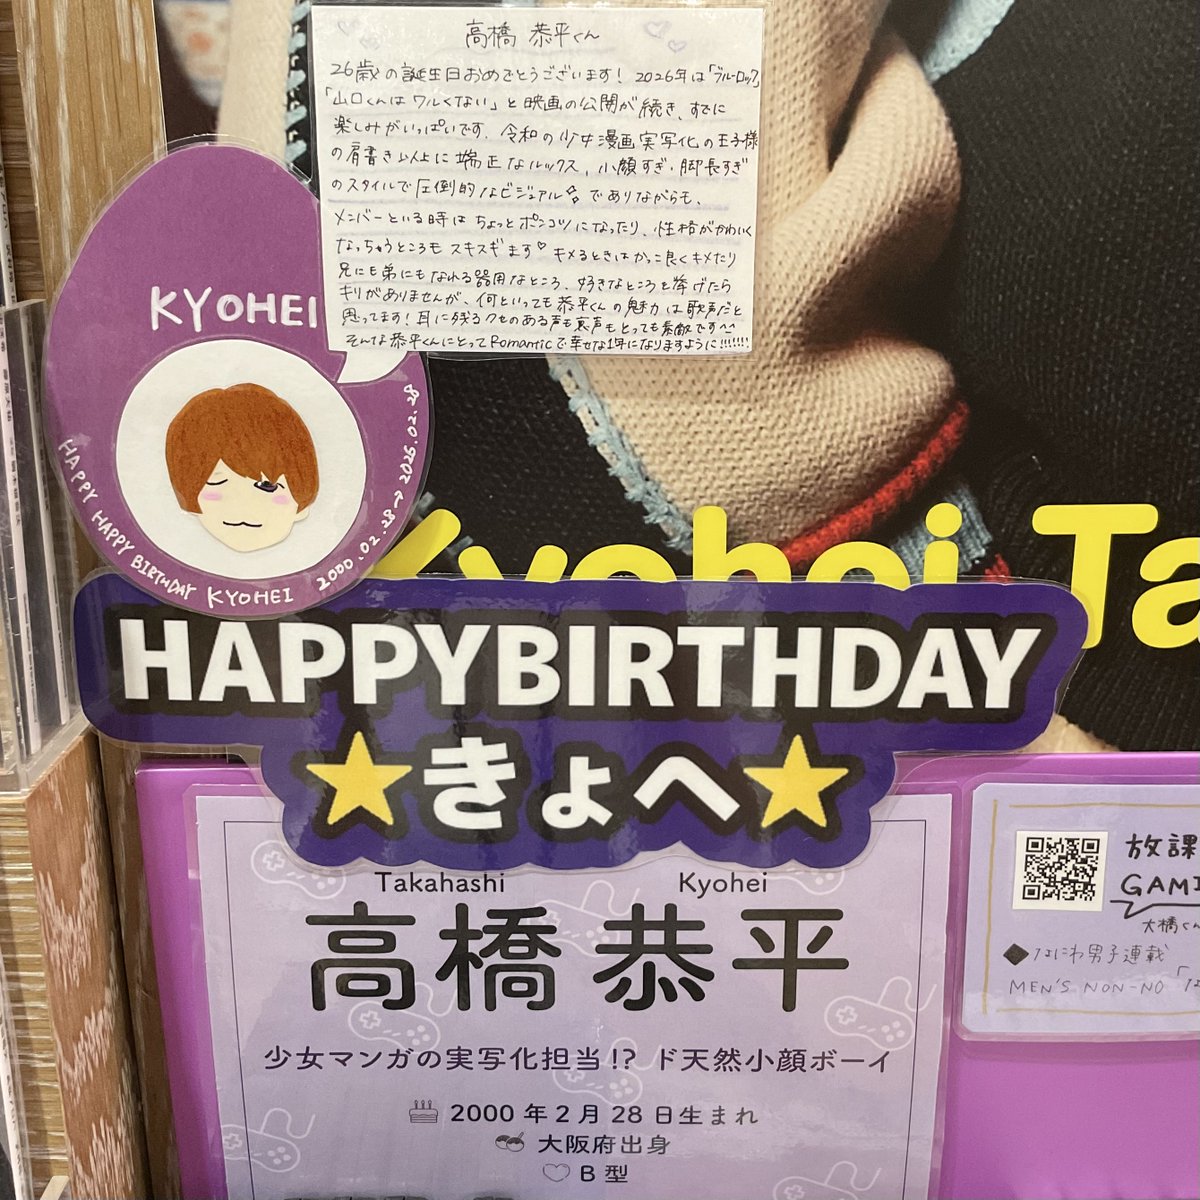 高橋 恭平くん
26歳の誕生日おめでとうございます! 2026年は「ブルーロック」
「山口くんはワルくない」と映画の公開が続き、すでに
楽しみがいっぱいです、令和の少女漫画実写化の王子様
の肩書き以上に端正なルックス、小顔すぎ・脚長すぎ
のスタイルで圧倒的なビジュアル でありながらも、
メンバーといる時はちょっとポンコツになったり、性格がかわいく
なっちゃうところもスキスギます♡ キメるときはかっこ良くキメたり
兄にも弟にもなれる器用なところ、好きなところを挙げたら
キリがありませんが、何といっても恭平くんの魅力は歌声だと
思ってます! 耳に残るクセのある声も裏声もとっても素敵です^^
そんな恭平くんにとってRomanticで幸せな1年になりますように!!!!!!!
KYOHEI
HAPPY HAPPY BIRTHDAY KYOHEI 2000.02.28→2026.02.28
Kyohei Ta
HAPPYBIRTHDAY
★きょへ★
Takahashi Kyohei
高橋 恭平
少女マンガの実写化担当!? ド天然小顔ボーイ
2000年2月28日生まれ
大阪府出身
B型
放課
GAMI
大橋くん
◆なにわ男子連載
MEN'S NON-NO